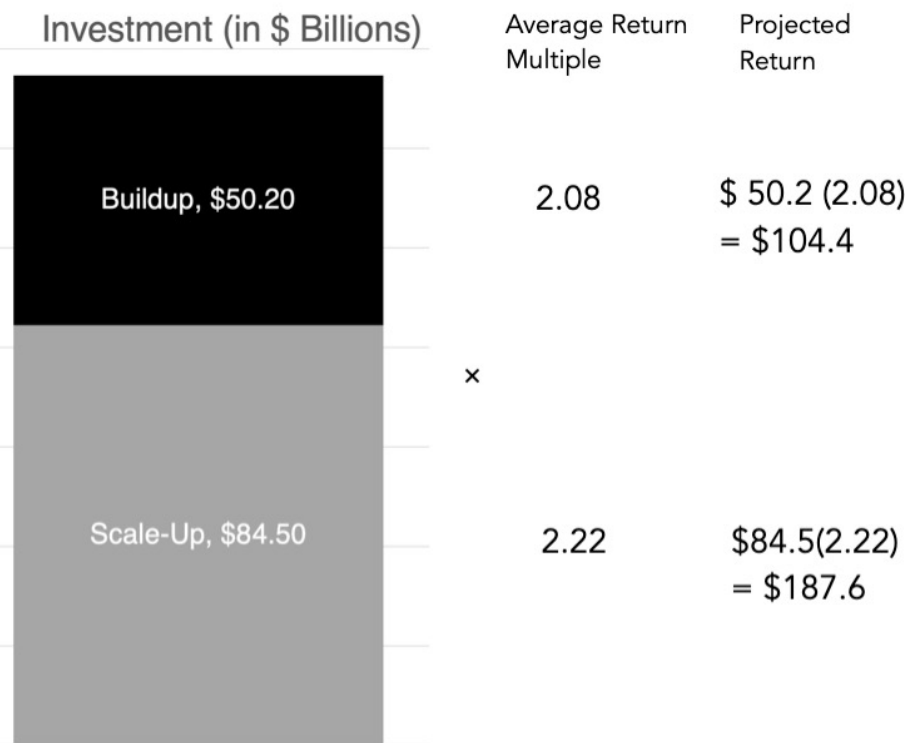 Investment (in $ Billions)
Average Return
Multiple
Projected
Return
Buildup, $50.20
2.08
$ 50.2 (2.08)
= $104.4
×
Scale-Up, $84.50
2.22
$84.5(2.22)
= $187.6